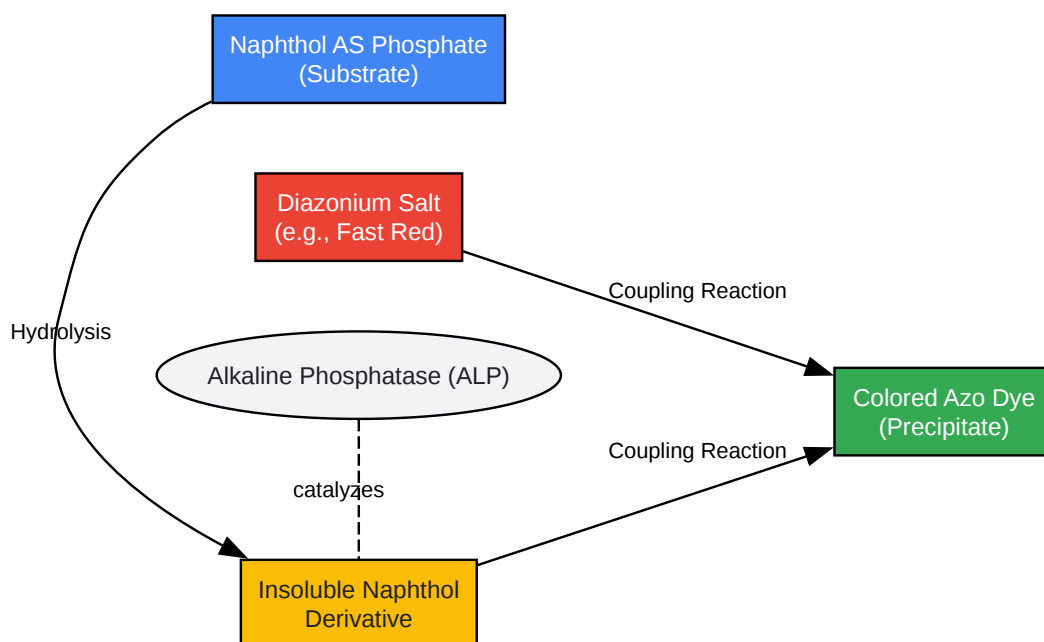 Naphthol AS Phosphate
(Substrate)
Diazonium Salt
(e.g., Fast Red)
Coupling Reaction
Hydrolysis
Alkaline Phosphatase (ALP)
Colored Azo Dye
(Precipitate)
Coupling Reaction
catalyzes
Insoluble Naphthol
Derivative